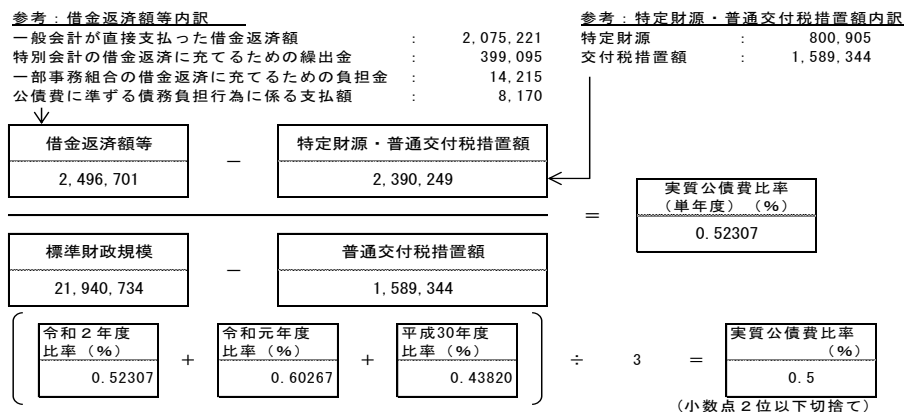 参考：借金返済額等内訳
一般会計が直接支払った借金返済額 : 2,075,221
特別会計の借金返済に充てるための繰出金 : 399,095
一部事務組合の借金返済に充てるための負担金 : 14,215
公債費に準ずる債務負担行為に係る支払額 : 8,170
参考：特定財源・普通交付税措置額内訳
特定財源 : 800,905
交付税措置額 : 1,589,344
借金返済額等 － 特定財源・普通交付税措置額
2,496,701 2,390,249
＝
実質公債費比率
（単年度）（%）
0.52307
標準財政規模 － 普通交付税措置額
21,940,734 1,589,344
令和２年度 令和元年度 平成30年度 実質公債費比率
比率（%） ＋ 比率（%） ＋ 比率（%） ÷ 3 ＝ （%）
0.52307 0.60267 0.43820 0.5
（小数点２位以下切捨て）